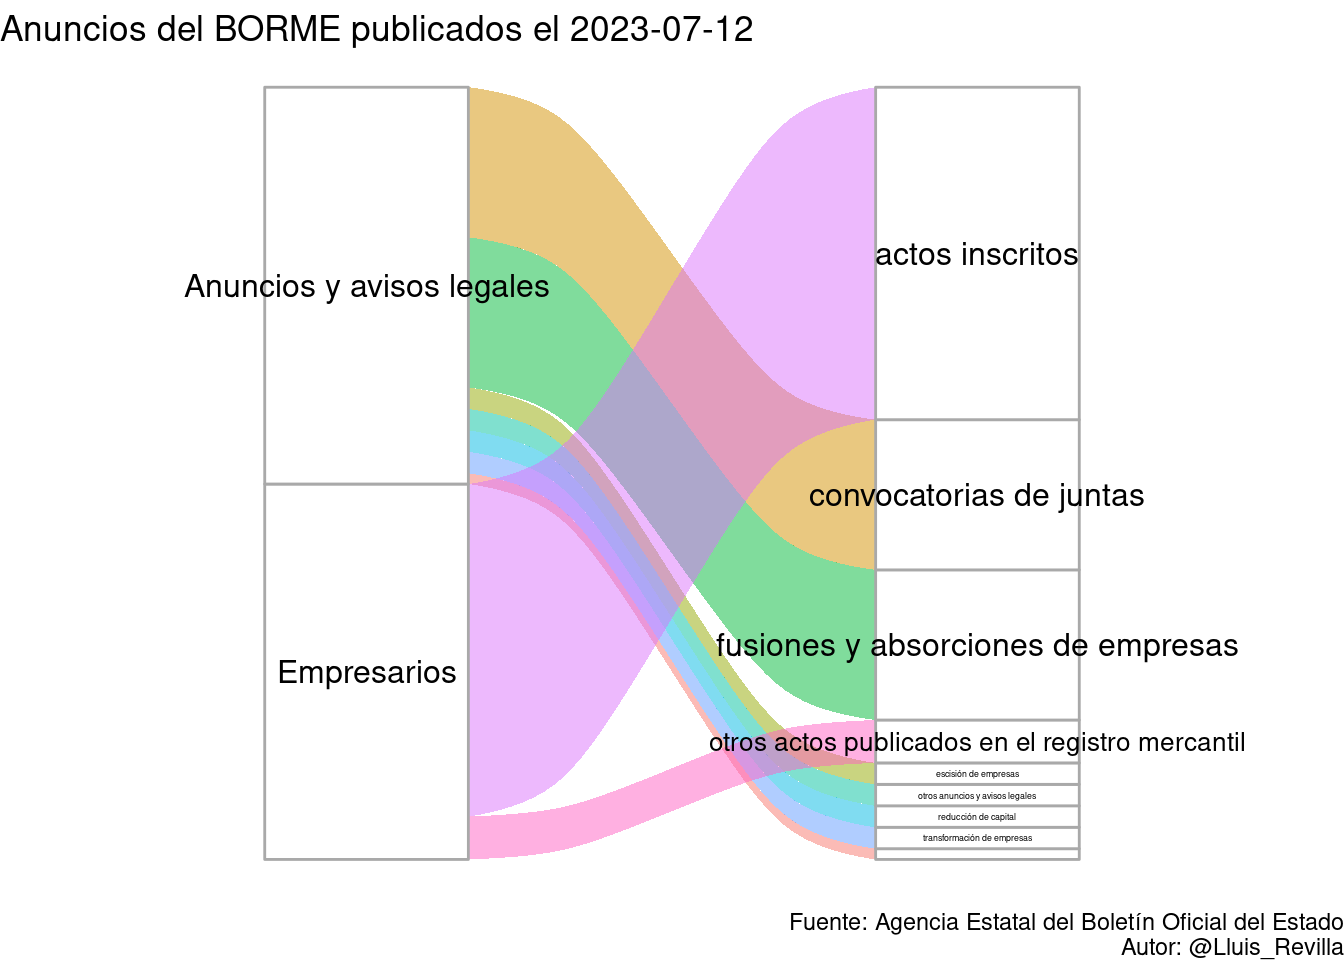 Anuncios del BORME publicados el 2023-07-12
actos inscritos
Anuncios y avisos legales
convocatorias de juntas
fusiones y absorciones de empresas
Empresarios
otros actos publicados en el registro mercantil
escisión de empresas
otros anuncios y avisos legales
reducción de capital
transformación de empresas
Fuente: Agencia Estatal del Boletín Oficial del Estado
Autor: @Lluis_Revilla